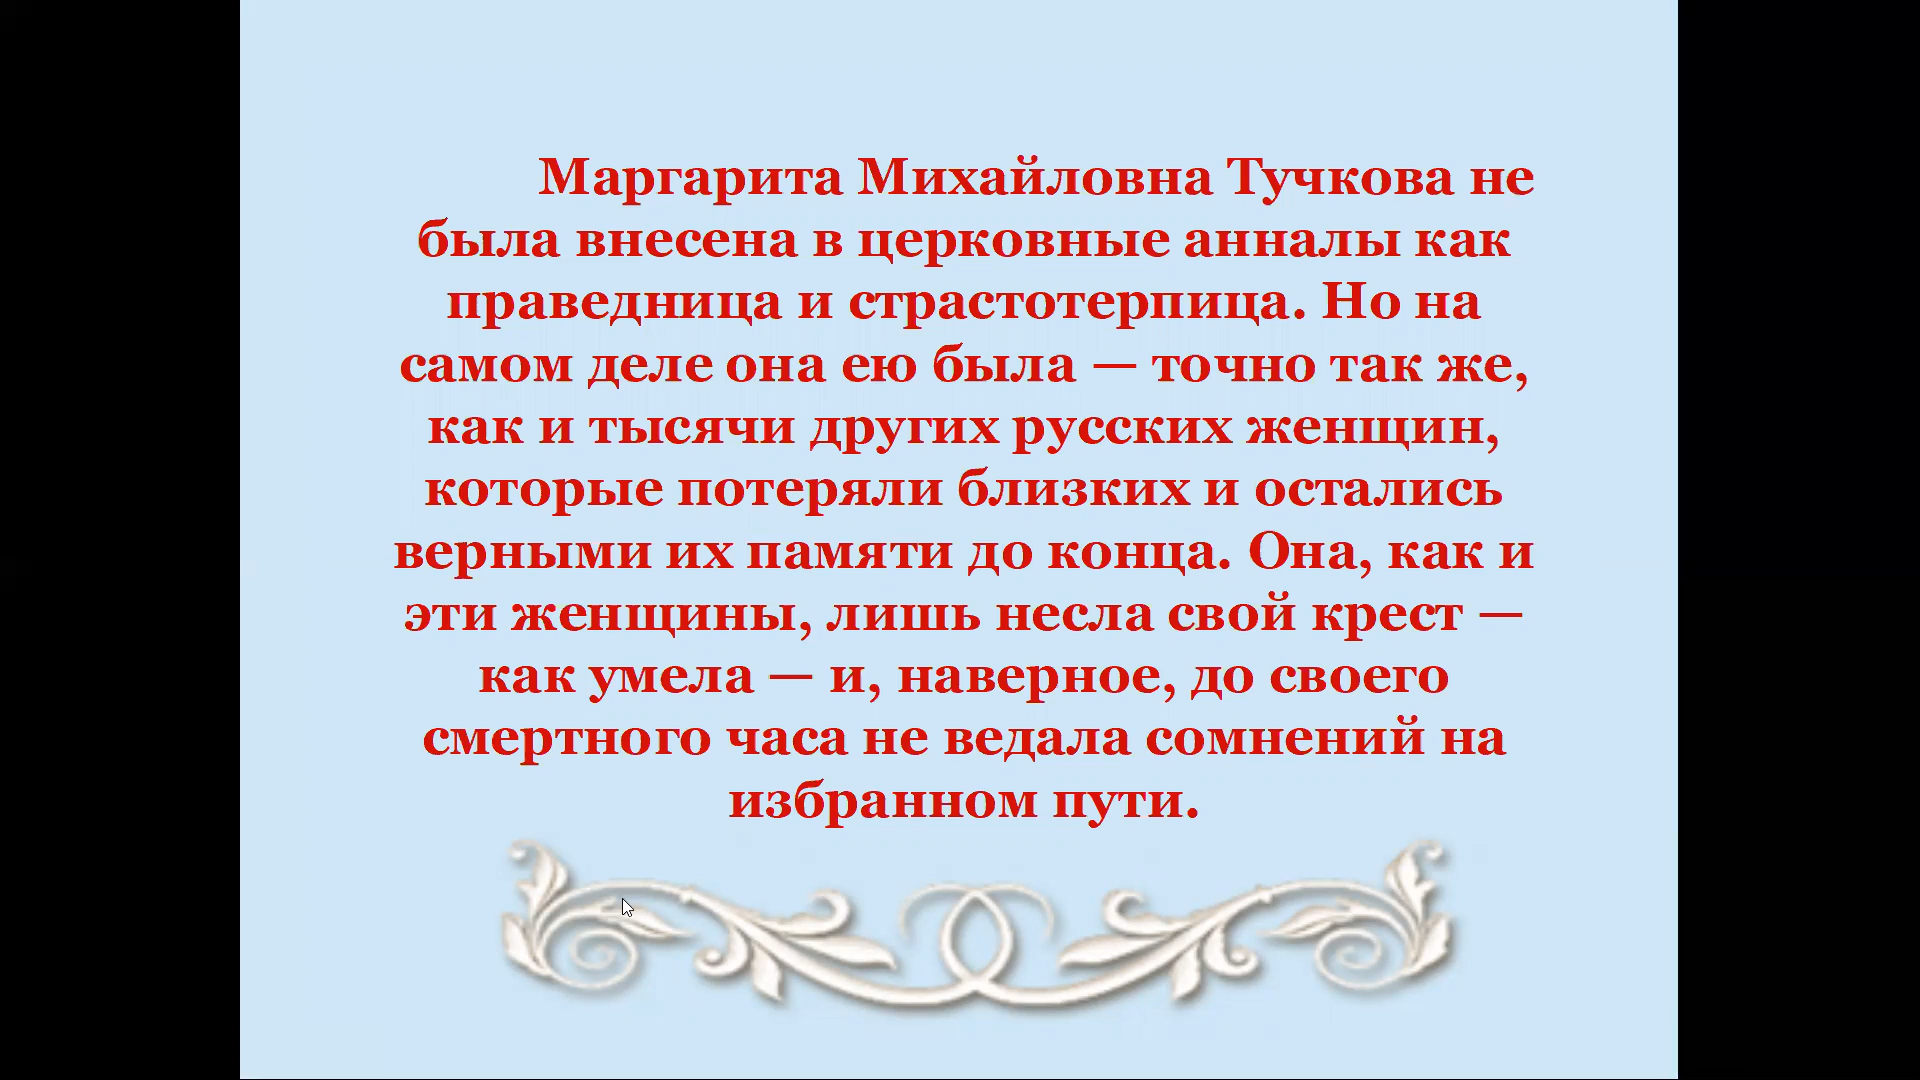 Маргарита Михайловна Тучкова не
была внесена в церковные анналы как
праведница и страстотерпица. Но на
самом деле она ею была — точно так же,
как и тысячи других русских женщин,
которые потеряли близких и остались
верными их памяти до конца. Она, как и
эти женщины, лишь несла свой крест —
как умела — и, наверное, до своего
смертного часа не ведала сомнений на
избранном пути.